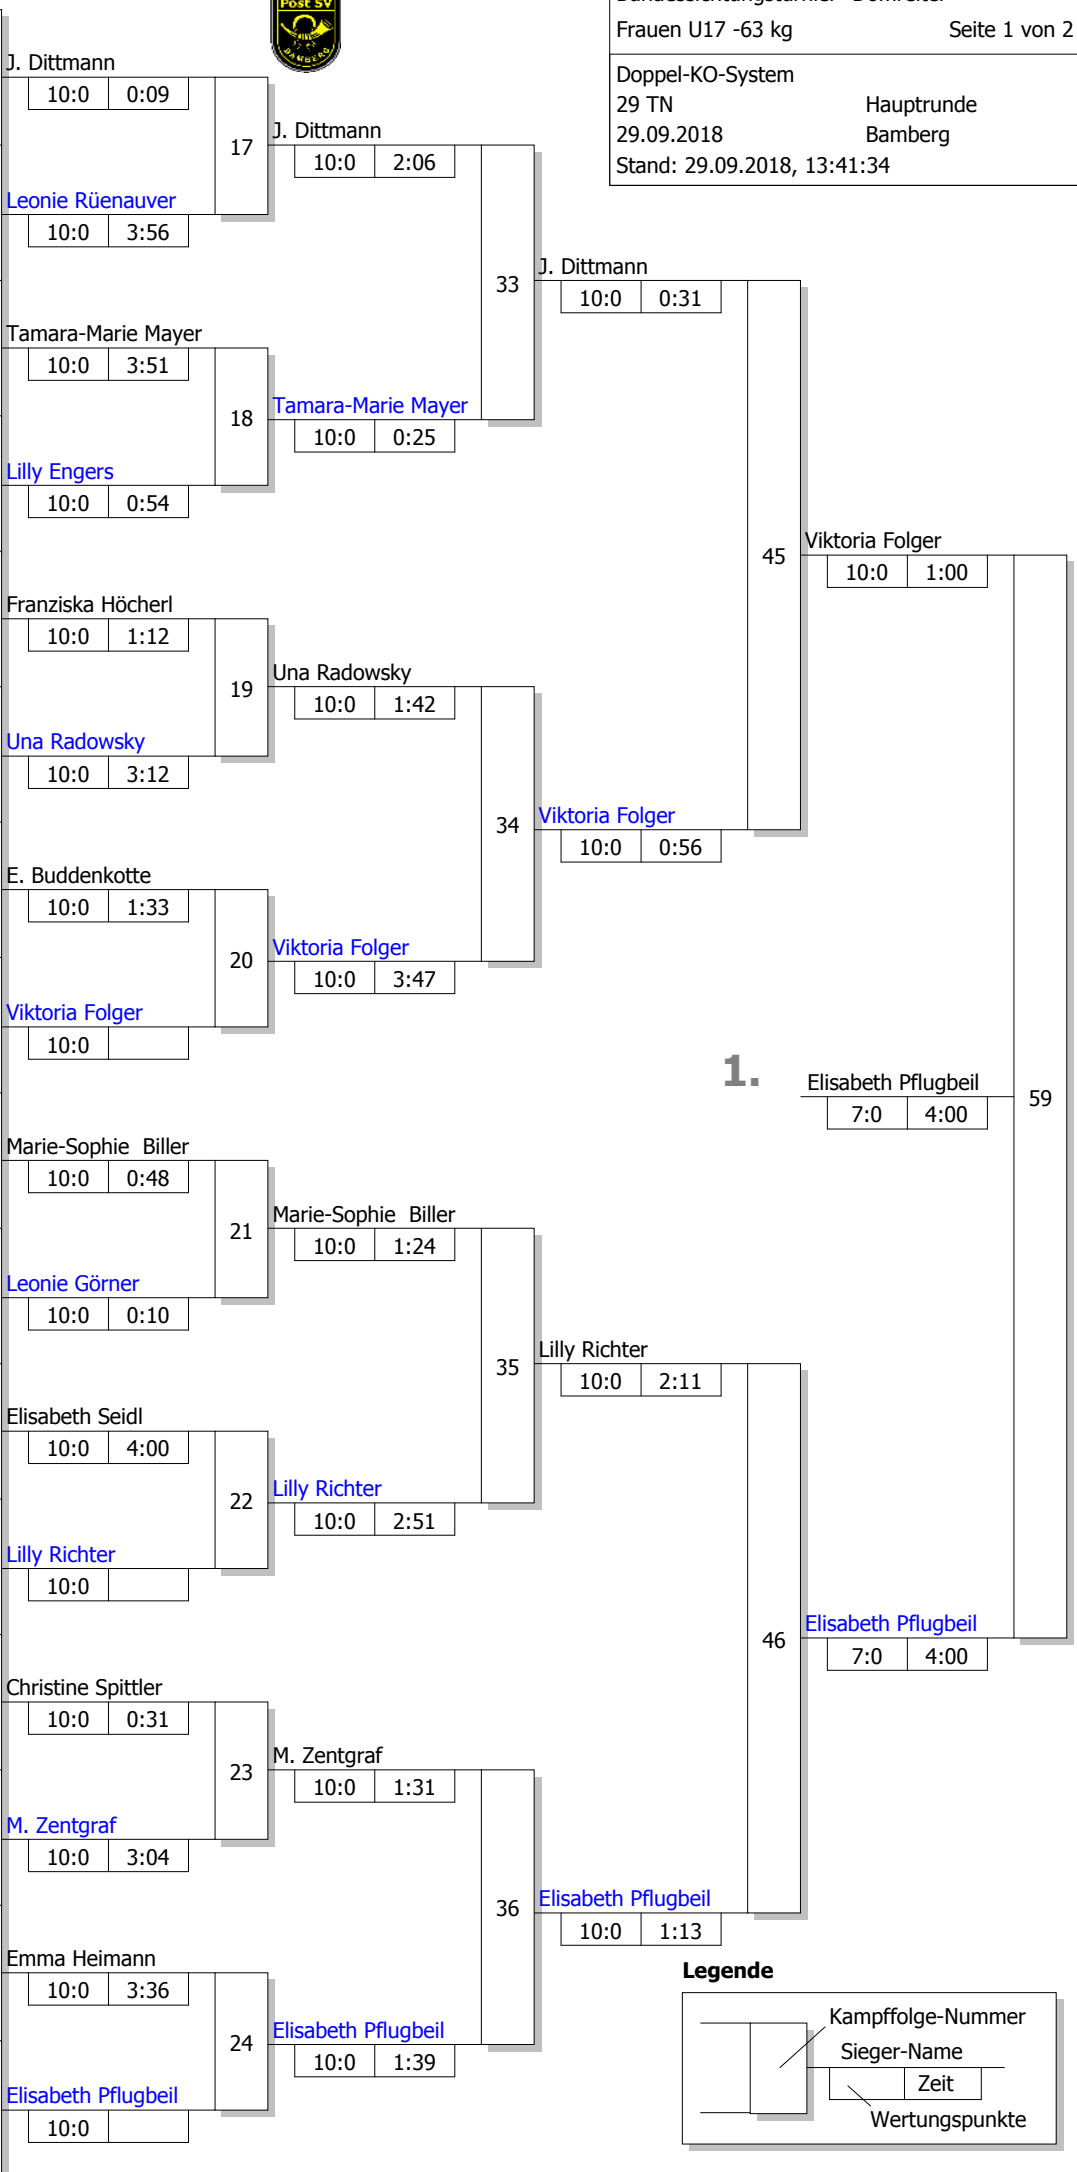 Post SV
BAMBERG
Frauen U17 -63 kg Seite 1 von 2
Doppel-KO-System
29 TN Hauptrunde
29.09.2018 Bamberg
Stand: 29.09.2018, 13:41:34
J. Dittmann
10:0 0:09
17
Leonie Rüenauver
10:0 3:56
J. Dittmann
10:0 2:06
33
J. Dittmann
10:0 0:31
Tamara-Marie Mayer
10:0 3:51
18
Tamara-Marie Mayer
10:0 0:25
Lilly Engers
10:0 0:54
45
Viktoria Folger
10:0 1:00
Franziska Höcherl
10:0 1:12
19
Una Radowsky
10:0 1:42
Una Radowsky
10:0 3:12
34
Viktoria Folger
10:0 0:56
E. Buddenkotte
10:0 1:33
20
Viktoria Folger
10:0 3:47
Viktoria Folger
10:0
1.
Elisabeth Pflugbeil
7:0 4:00
59
Marie-Sophie Biller
10:0 0:48
21
Marie-Sophie Biller
10:0 1:24
Leonie Görner
10:0 0:10
35
Lilly Richter
10:0 2:11
Elisabeth Seidl
10:0 4:00
22
Lilly Richter
10:0 2:51
Lilly Richter
10:0
46
Elisabeth Pflugbeil
7:0 4:00
Christine Spittler
10:0 0:31
23
M. Zentgraf
10:0 1:31
M. Zentgraf
10:0 3:04
36
Elisabeth Pflugbeil
10:0 1:13
Emma Heimann
10:0 3:36
24
Elisabeth Pflugbeil
10:0 1:39
Elisabeth Pflugbeil
10:0
Legende
Kampffolge-Nummer
Sieger-Name
Zeit
Wertungspunkte